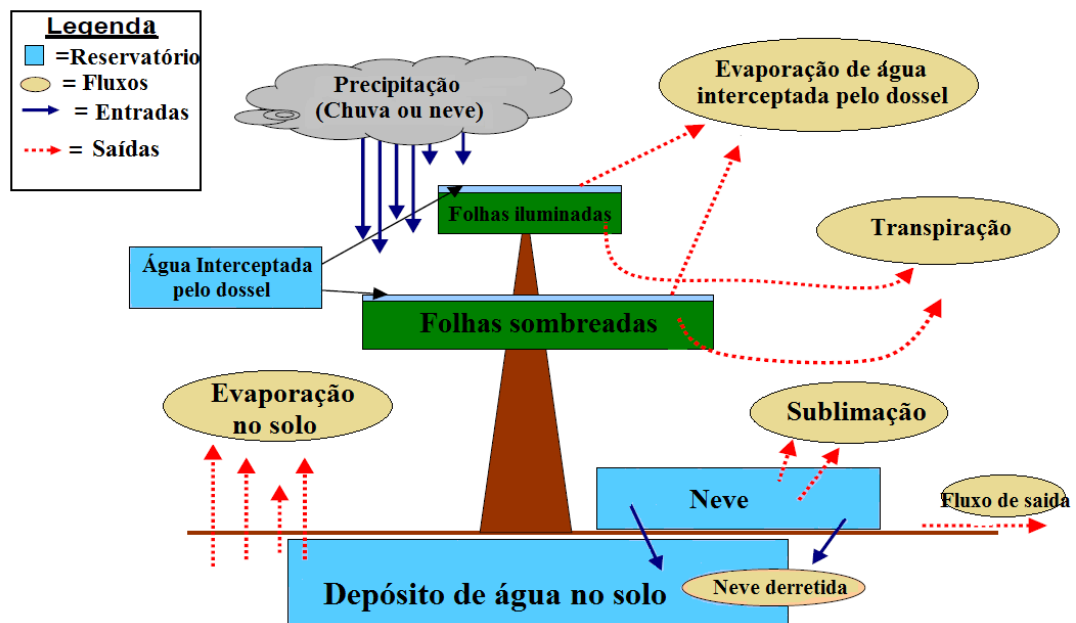 Legenda
=Reservatório
= Fluxos
= Entradas
= Saídas
Precipitação
(Chuva ou neve)
Evaporação de água
interceptada pelo dossel
Folhas iluminadas
Transpiração
Água Interceptada
pelo dossel
Folhas sombreadas
Evaporação
no solo
Sublimação
Neve
Fluxo de saida
Depósito de água no solo
Neve derretida